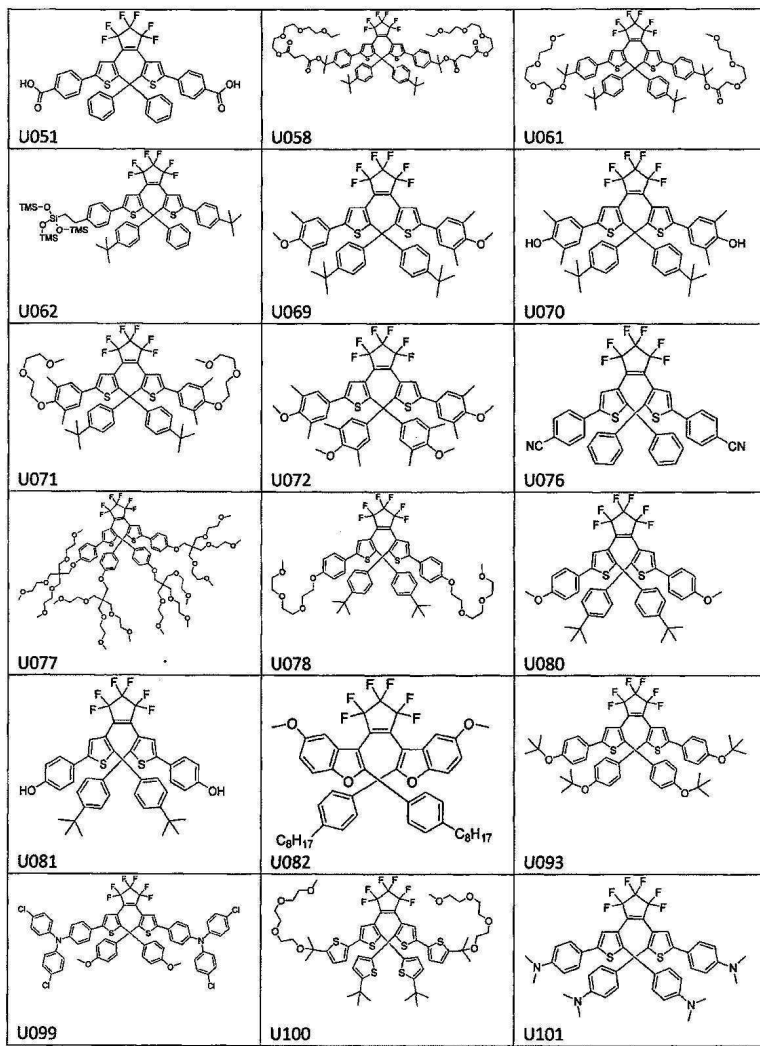 F F F F
F F
HO OH
S S
O O
U051
F F F F
F F
O O O O
O O O O
S S
O O O O
U058
F F F F
F F
O O
O O
S S
O O O O
O O
U061
F F F F
F F
TMS-O
Si
S S
O O-TMS
TMS
U062
F F F F
F F
S S
O O
U069
F F F F
F F
S S
HO OH
U070
F F F F
F F
O O
O O
S S
O O
U071
F F F F
F F
S S
O O
O O
U072
F F F F
F F
S S
NC CN
U076
U077
F F F F
F F
S S
O O
O O
O O
O O
U078
F F F F
F F
S S
O O
U080
F F F F
F F
S S
HO OH
U081
F F F F
F F
O O
O O
C8H17 C8H17
U082
F F F F
F F
S S
O O
O O
U093
F F F F
F F
Cl Cl
S S
N N
O O
Cl Cl
U099
F F F F
F F
O O
O O
O O
O O
S S S S
S S
U100
F F F F
F F
S S
N N
N N
U101